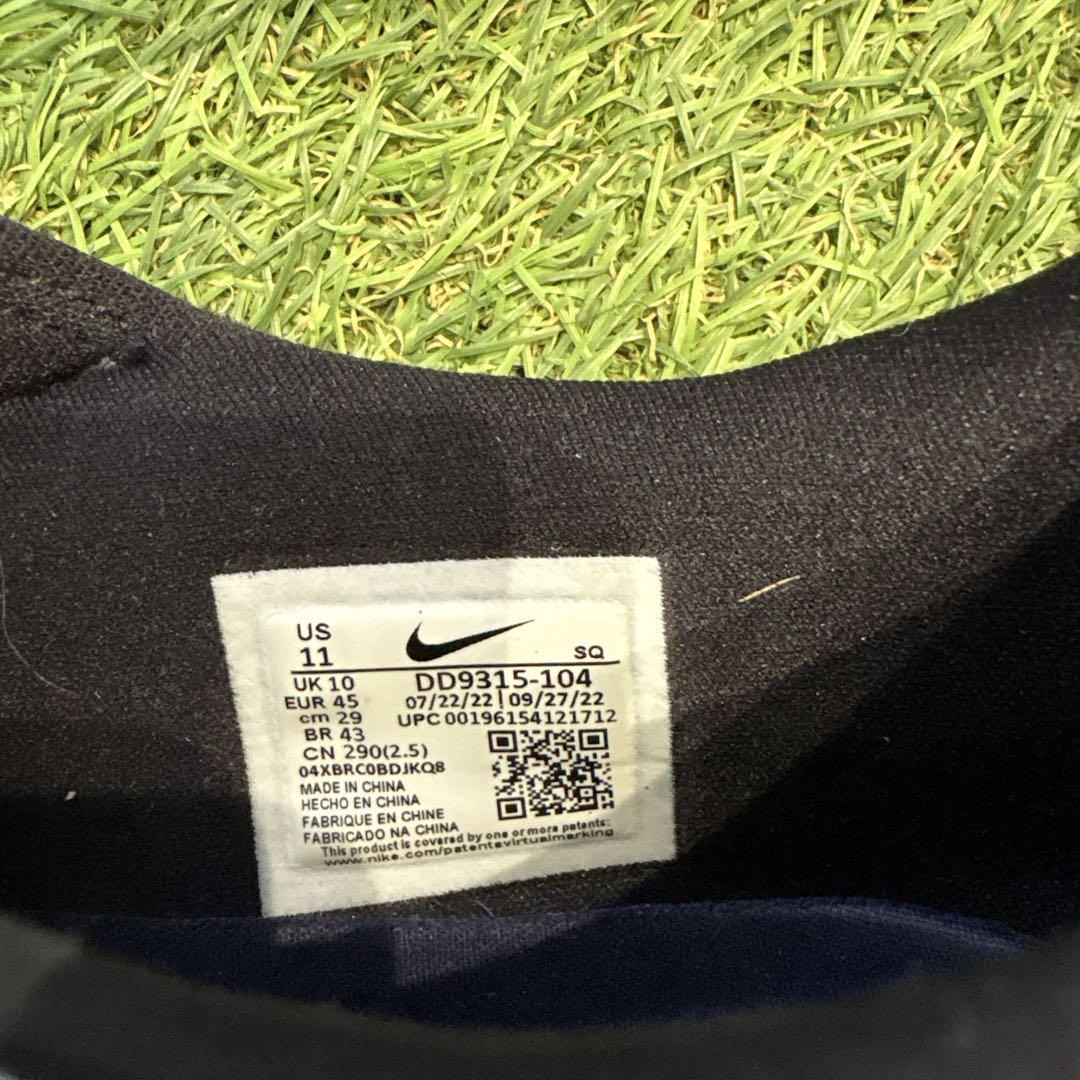 US
11
SQ
UK 10
DD9315-104
EUR 45
07/22/22 | 09/27/22
cm 29
UPC 00196154121712
BR 43
CN 290(2.5)
04XBRC0BDJKQ8
MADE IN CHINA
HECHO EN CHINA
FABRIQUE EN CHINE
FABRICADO NA CHINA
This product is covered by one or more patents:
www.nike.com/patentsvirtualmarking